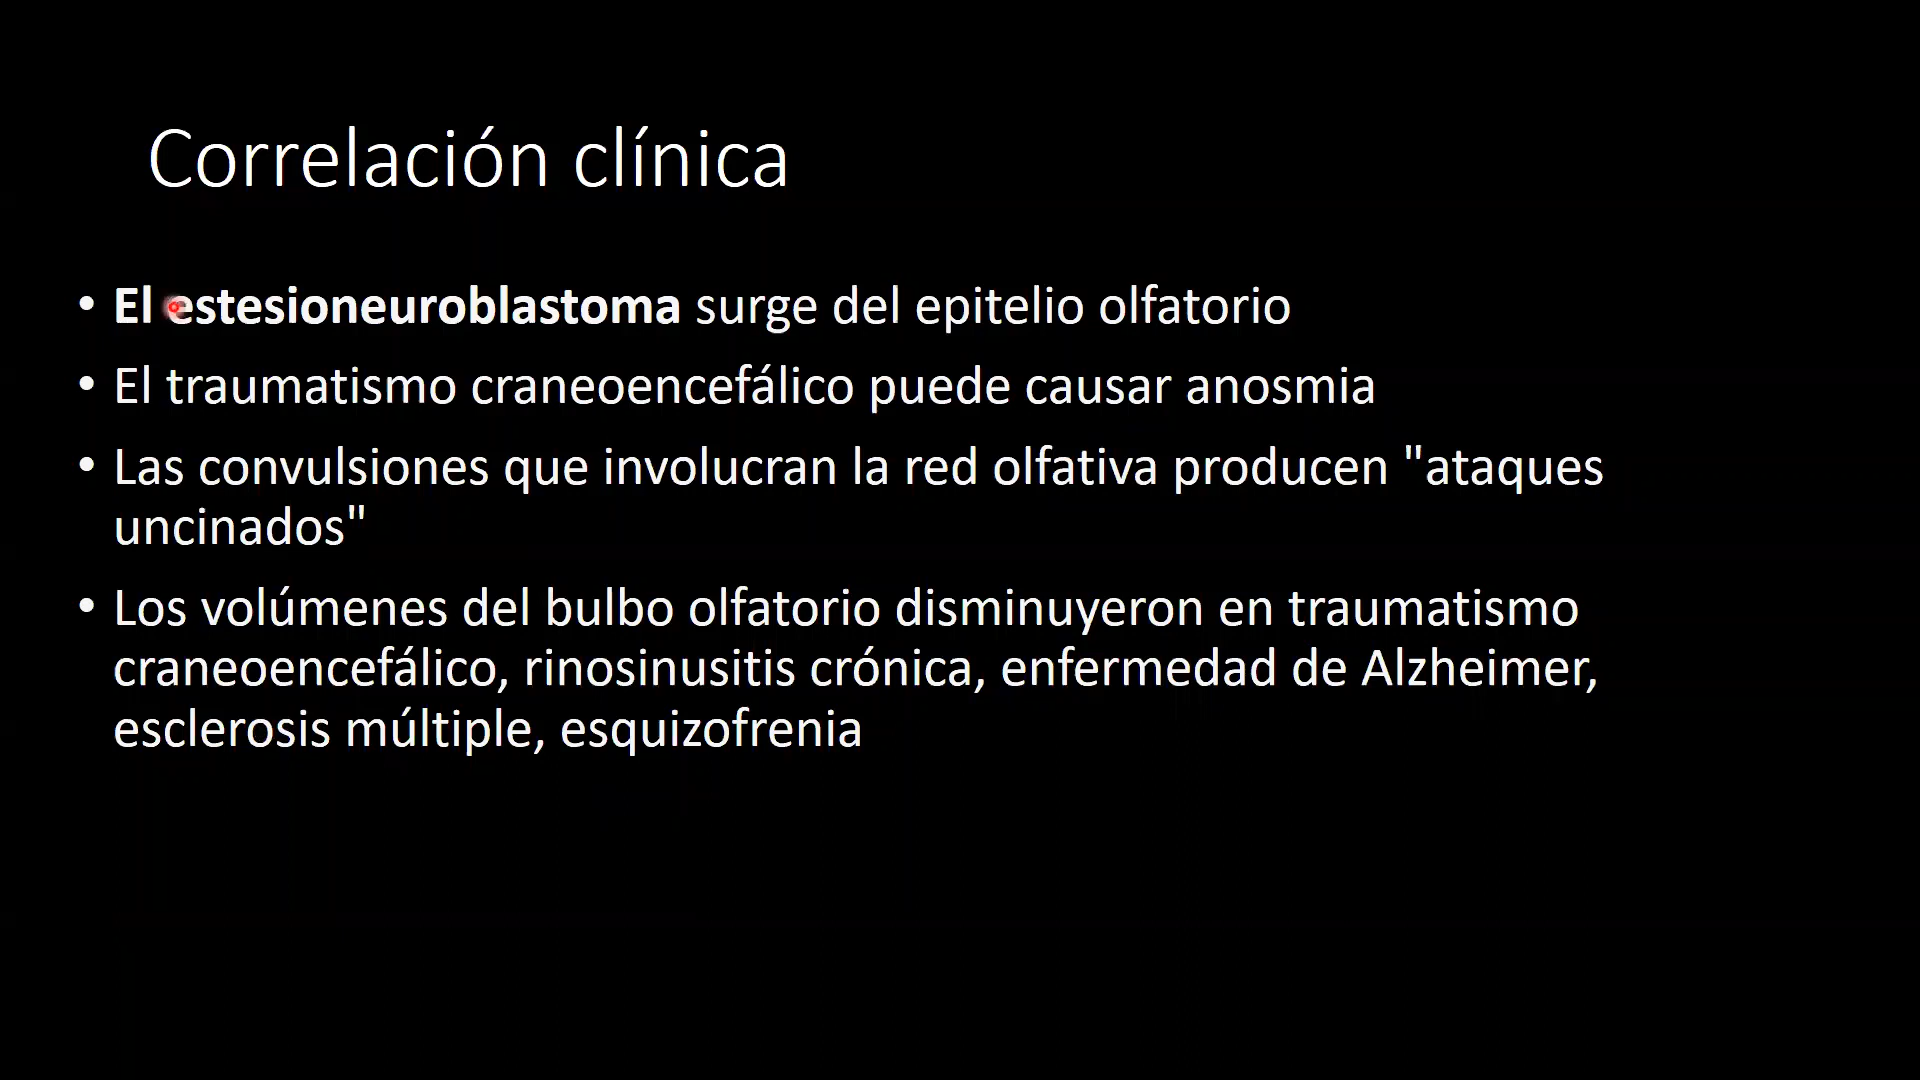 Correlación clínica
• El estesioneuroblastoma surge del epitelio olfatorio
• El traumatismo craneoencefálico puede causar anosmia
• Las convulsiones que involucran la red olfativa producen "ataques
uncinados"
• Los volúmenes del bulbo olfatorio disminuyeron en traumatismo
craneoencefálico, rinosinusitis crónica, enfermedad de Alzheimer,
esclerosis múltiple, esquizofrenia